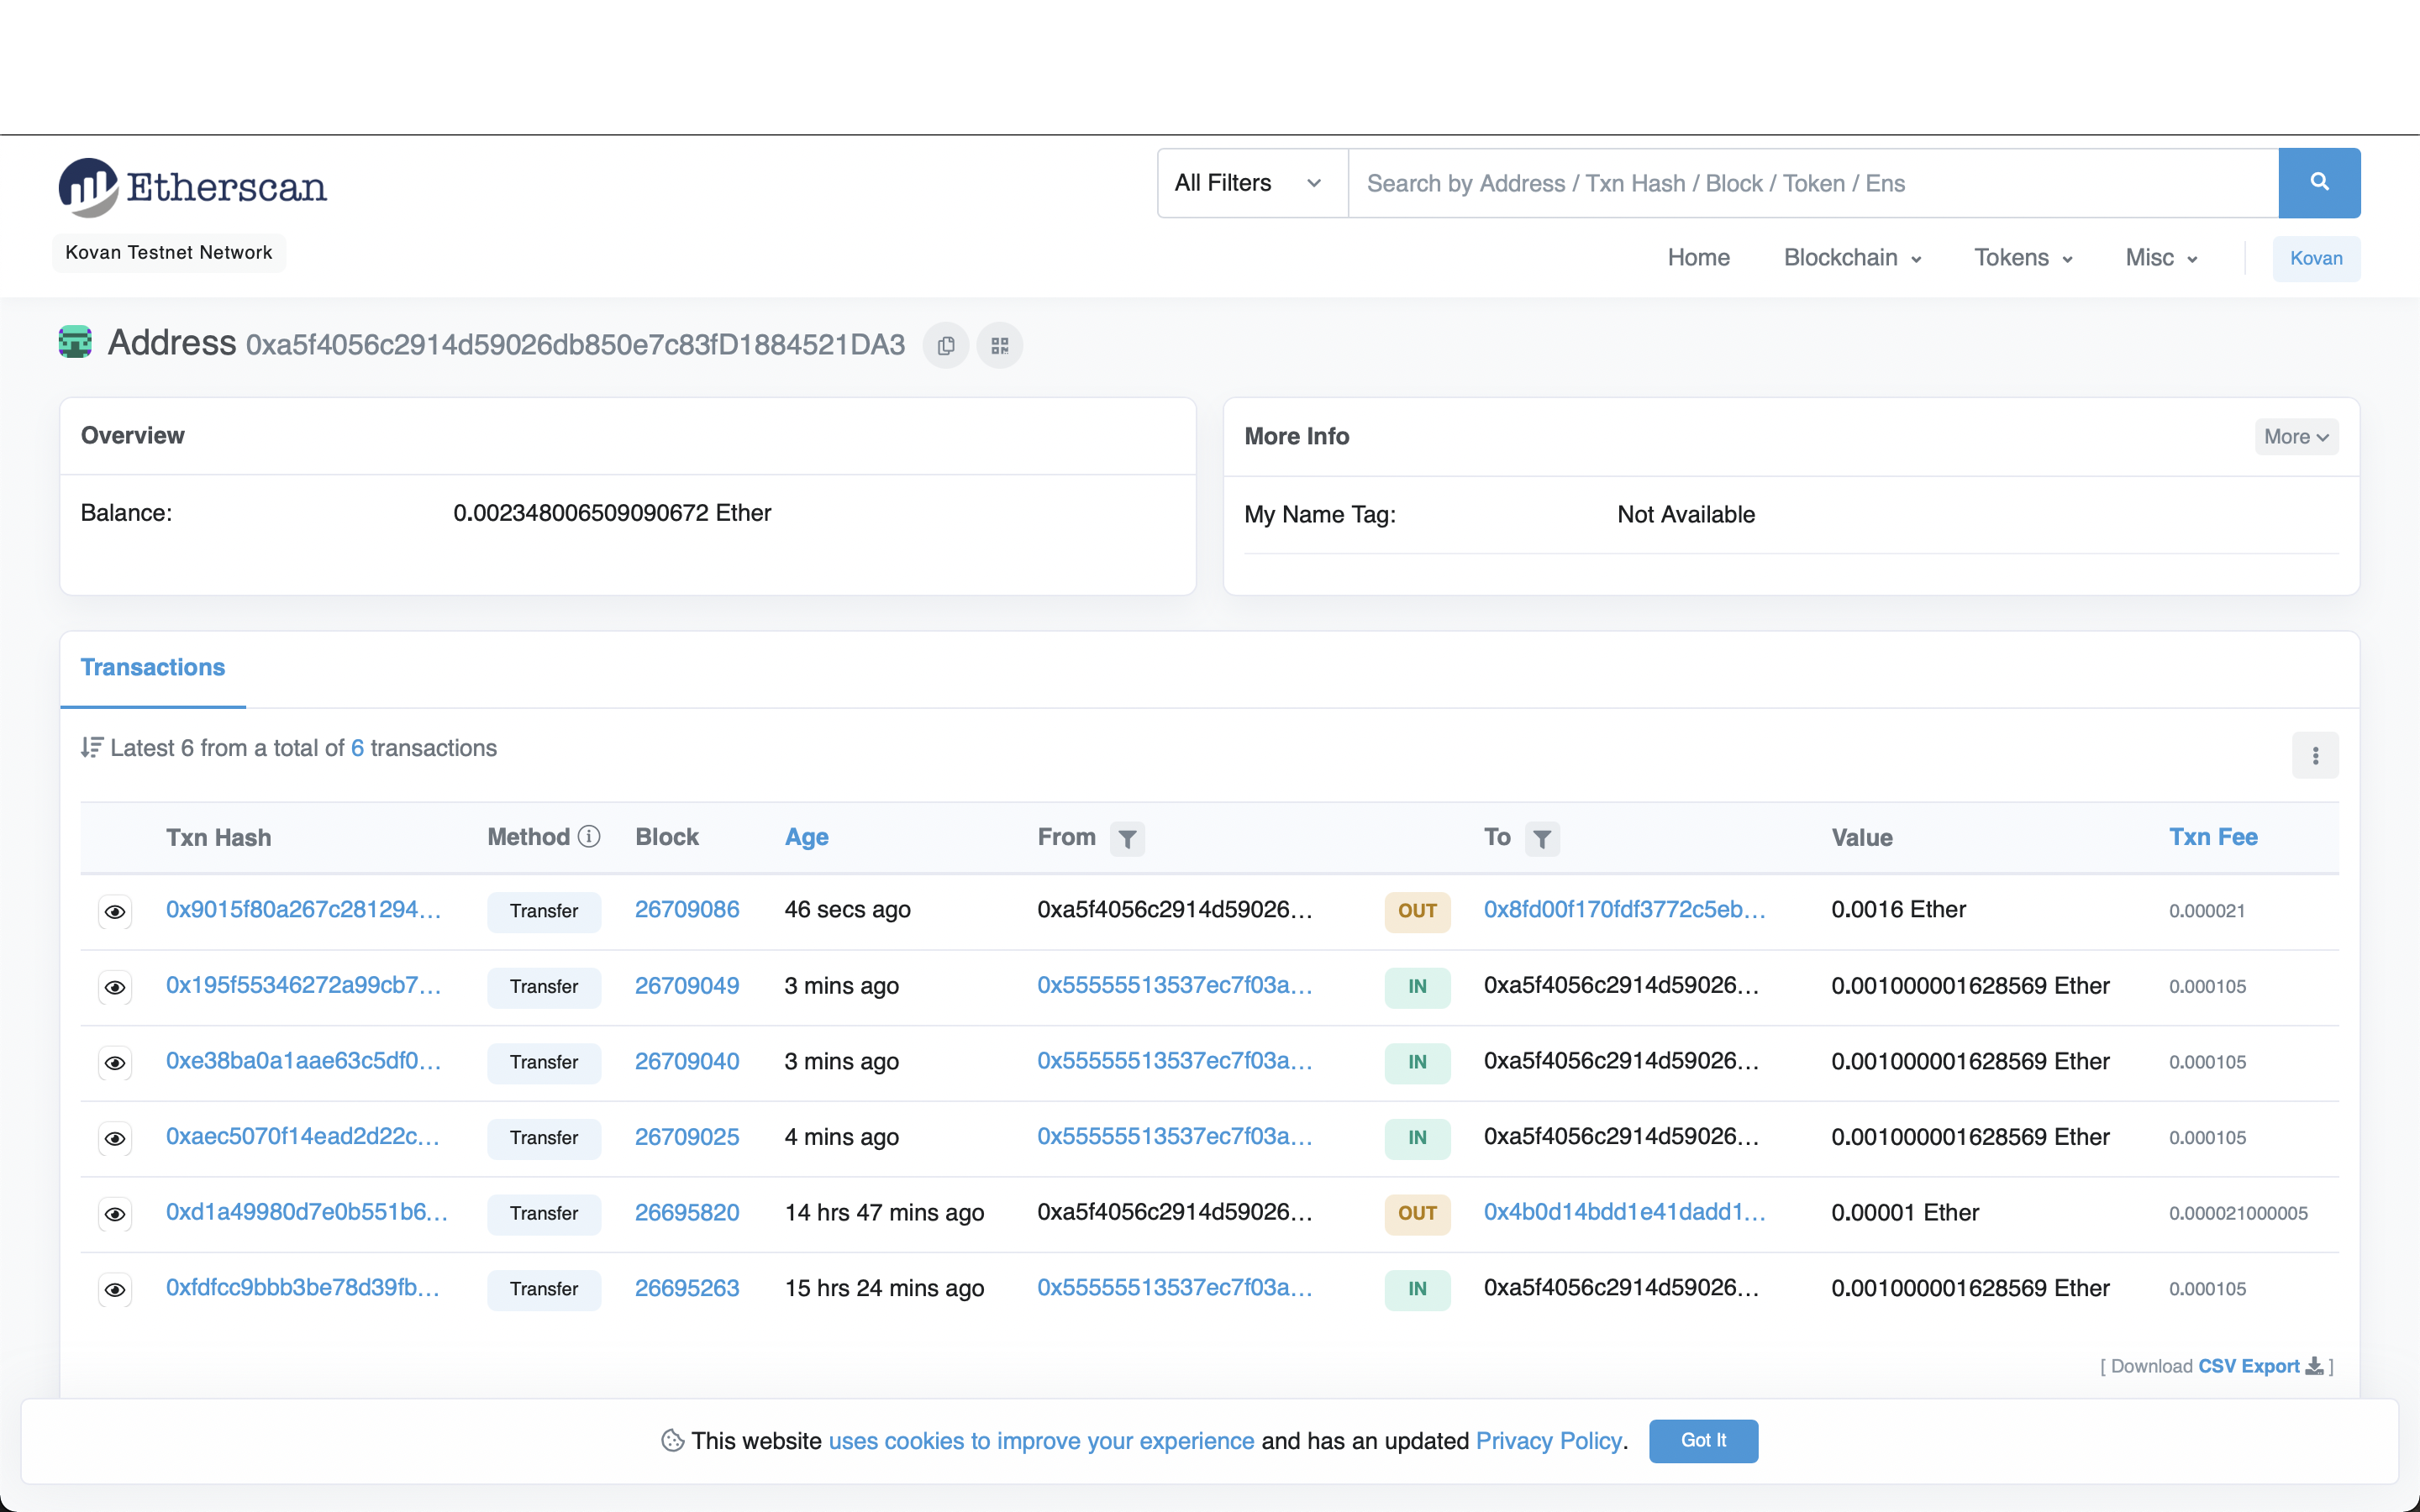 Etherscan
All Filters
Search by Address / Txn Hash / Block / Token / Ens
Kovan Testnet Network
Home Blockchain Tokens Misc Kovan
Address 0xa5f4056c2914d59026db850e7c83fD1884521DA3
Overview
Balance: 0.002348006509090672 Ether
More Info More
My Name Tag: Not Available
Transactions
Latest 6 from a total of 6 transactions
Txn Hash Method Block Age From To Value Txn Fee
0x9015f80a267c281294... Transfer 26709086 46 secs ago 0xa5f4056c2914d59026... OUT 0x8fd00f170fdf3772c5eb... 0.0016 Ether 0.000021
0x195f55346272a99cb7... Transfer 26709049 3 mins ago 0x55555513537ec7f03a... IN 0xa5f4056c2914d59026... 0.001000001628569 Ether 0.000105
0xe38ba0a1aae63c5df0... Transfer 26709040 3 mins ago 0x55555513537ec7f03a... IN 0xa5f4056c2914d59026... 0.001000001628569 Ether 0.000105
0xaec5070f14ead2d22c... Transfer 26709025 4 mins ago 0x55555513537ec7f03a... IN 0xa5f4056c2914d59026... 0.001000001628569 Ether 0.000105
0xd1a49980d7e0b551b6... Transfer 26695820 14 hrs 47 mins ago 0xa5f4056c2914d59026... OUT 0x4b0d14bdd1e41dadd1... 0.00001 Ether 0.000021000005
0xfdfcc9bbb3be78d39fb... Transfer 26695263 15 hrs 24 mins ago 0x55555513537ec7f03a... IN 0xa5f4056c2914d59026... 0.001000001628569 Ether 0.000105
[ Download CSV Export ]
This website uses cookies to improve your experience and has an updated Privacy Policy. Got It